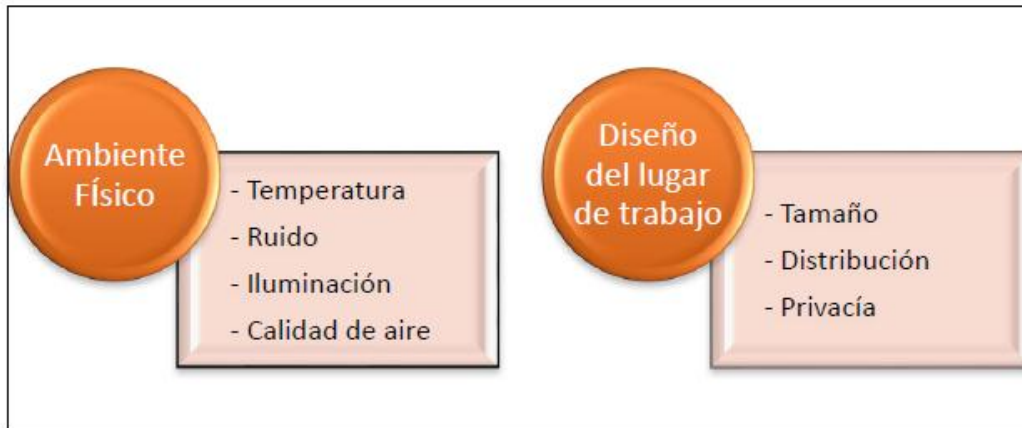 Ambiente
FÍsico
- Temperatura
- Ruido
- Iluminación
- Calidad de aire
Diseño
del lugar
de trabajo
- Tamaño
- Distribución
- Privacía